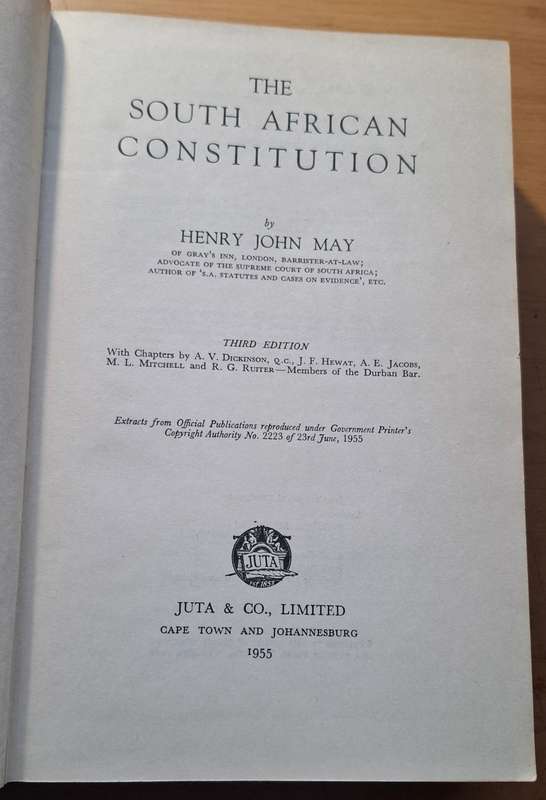 THE
SOUTH AFRICAN
CONSTITUTION
by
HENRY JOHN MAY
OF GRAY'S INN, LONDON, BARRISTER-AT-LAW;
ADVOCATE OF THE SUPREME COURT OF SOUTH AFRICA;
AUTHOR OF 'S.A. STATUTES AND CASES ON EVIDENCE', ETC.
THIRD EDITION
With Chapters by A. V. DICKINSON, Q.C., J. F. HEWAT, A. E. JACOBS,
M. L. MITCHELL and R. G. RUITER—Members of the Durban Bar.
Extracts from Official Publications reproduced under Government Printer's
Copyright Authority No. 2223 of 23rd June, 1955
JUTA
EST 1853
JUTA & CO., LIMITED
CAPE TOWN AND JOHANNESBURG
1955